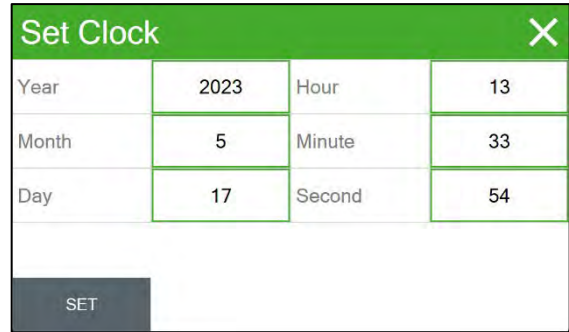 Set Clock
Year 2023 Hour 13
Month 5 Minute 33
Day 17 Second 54
SET